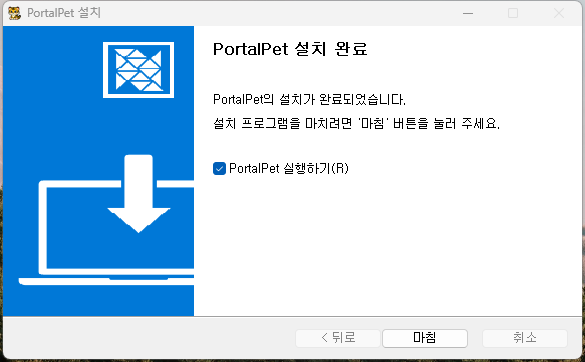 PortalPet 설치
PortalPet 설치 완료
PortalPet의 설치가 완료되었습니다.
설치 프로그램을 마치려면 '마침' 버튼을 눌러 주세요.
PortalPet 실행하기(R)
< 뒤로
마침
취소